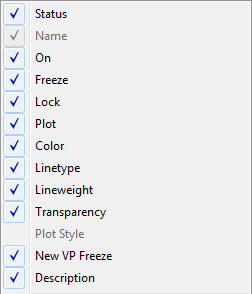 Status
Name
On
Freeze
Lock
Plot
Color
Linetype
Lineweight
Transparency
Plot Style
New VP Freeze
Description